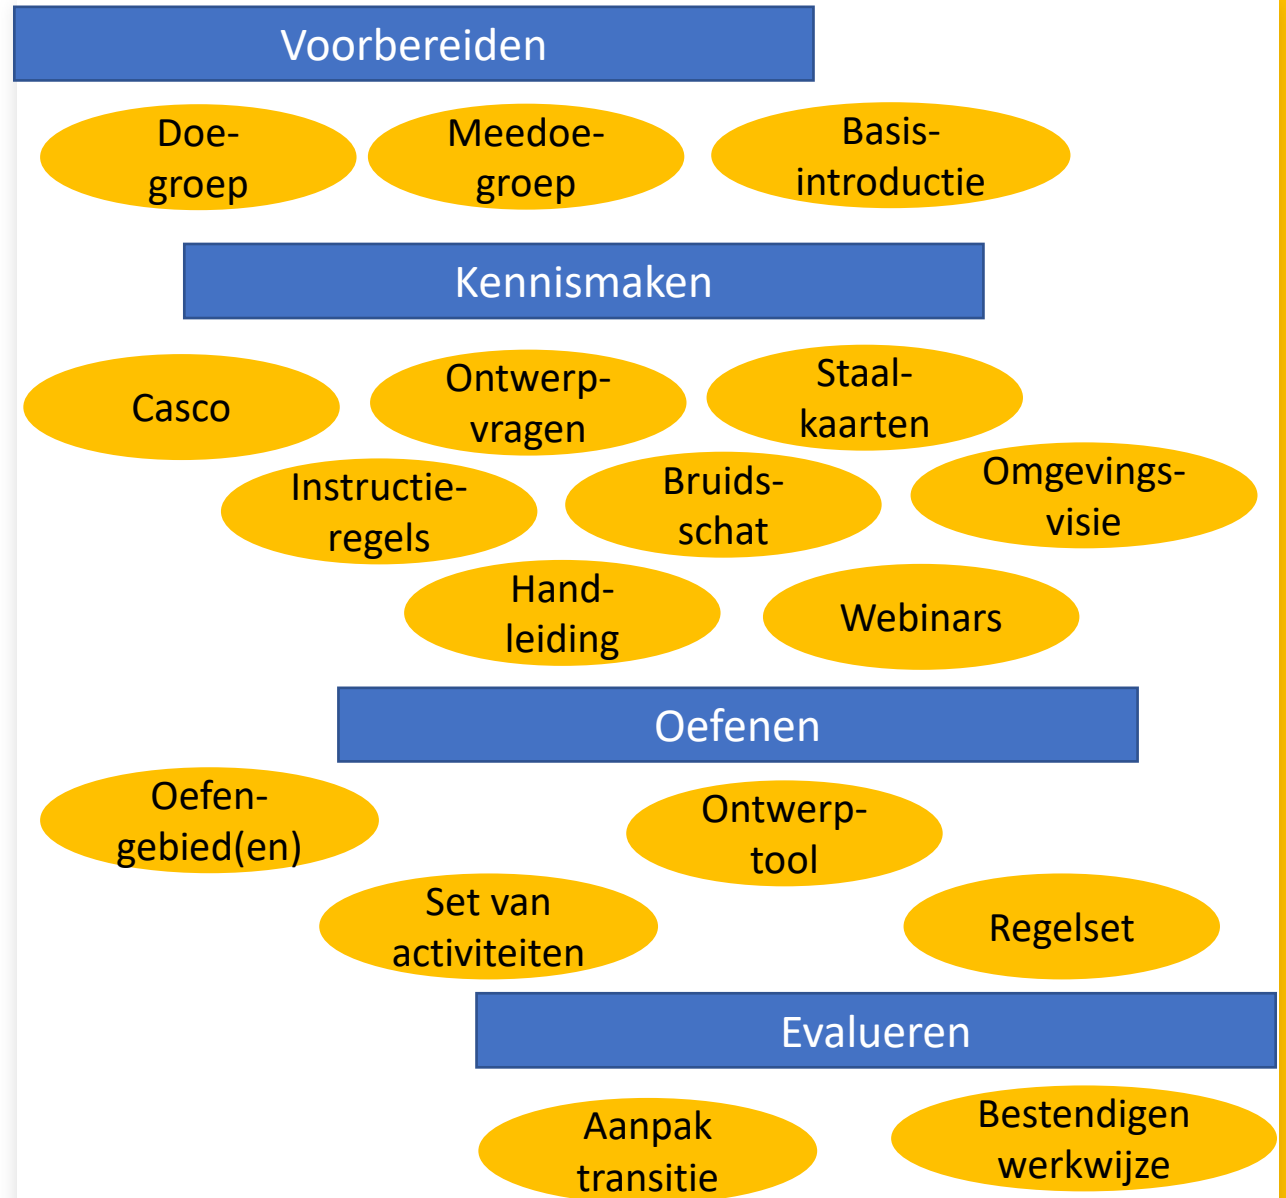 Voorbereiden
Doe-
groep
Meedoe-
groep
Basis-
introductie
Kennismaken
Casco
Ontwerp-
vragen
Staal-
kaarten
Instructie-
regels
Bruids-
schat
Omgevings-
visie
Hand-
leiding
Webinars
Oefenen
Oefen-
gebied(en)
Ontwerp-
tool
Set van
activiteiten
Regelset
Evalueren
Aanpak
transitie
Bestendigen
werkwijze